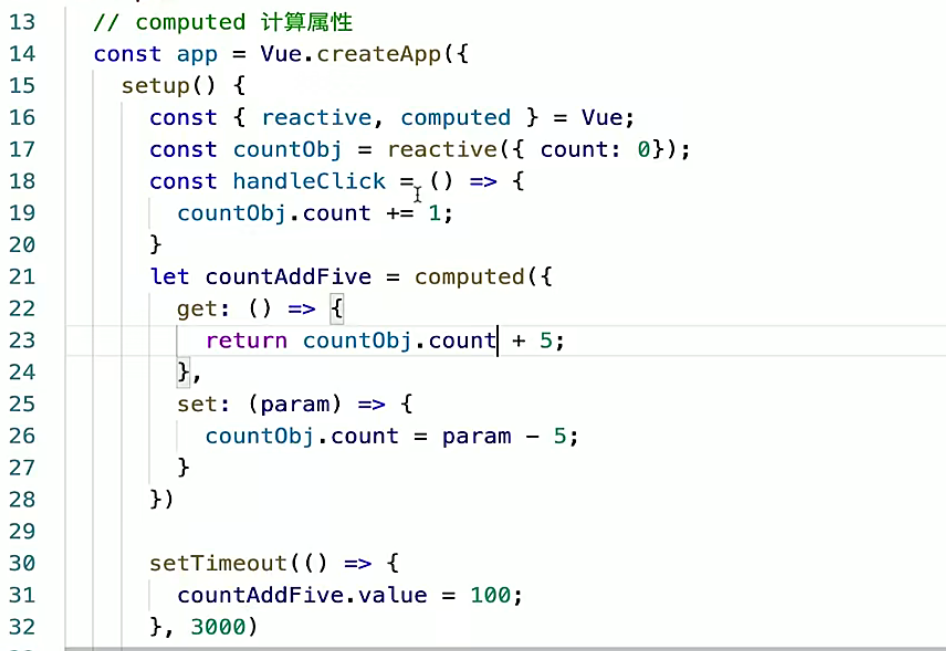 13 // computed 计算属性
14 const app = Vue.createApp({
15 setup() {
16 const { reactive, computed } = Vue;
17 const countObj = reactive({ count: 0});
18 const handleClick = () => {
19 countObj.count += 1;
20 }
21 let countAddFive = computed({
22 get: () => {
23 return countObj.count + 5;
24 },
25 set: (param) => {
26 countObj.count = param - 5;
27 }
28 })
29
30 setTimeout(() => {
31 countAddFive.value = 100;
32 }, 3000)